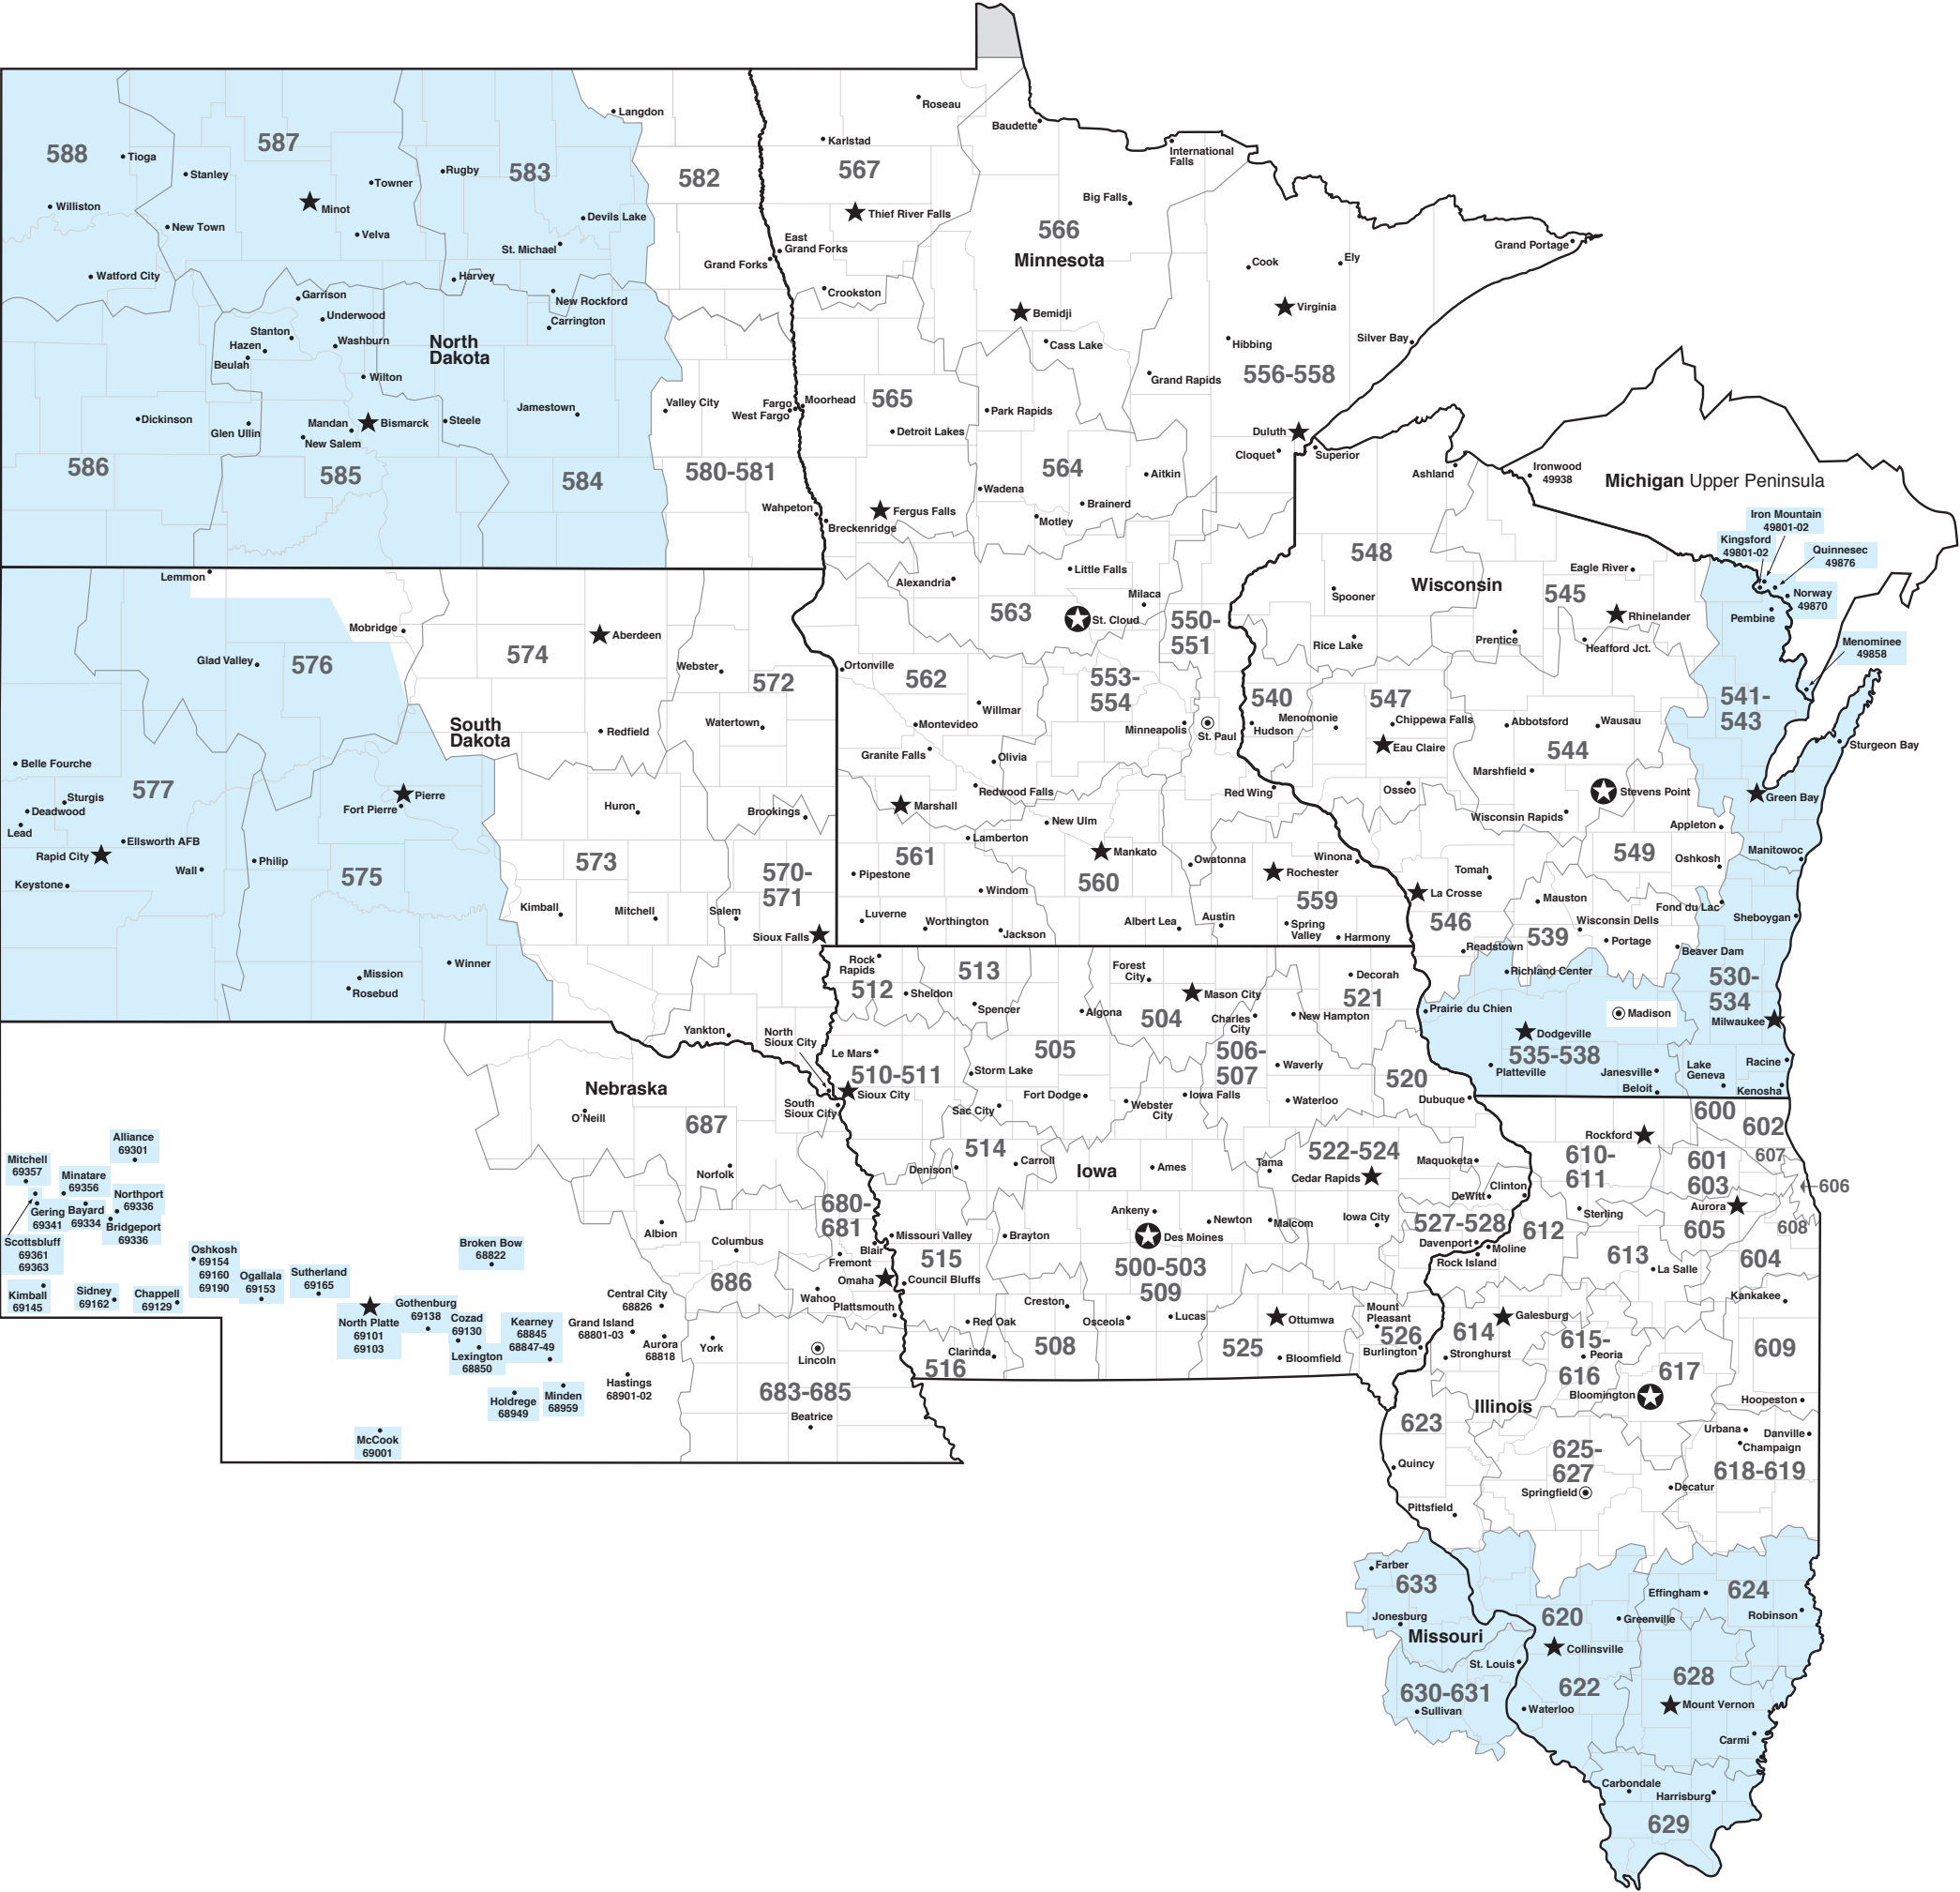 588
Tioga
587
Stanley
Towner
Minot
Williston
New Town
Velva
Watford City
Rugby
583
Devils Lake
St. Michael
Harvey
New Rockford
Carrington
Garrison
Underwood
Stanton
Hazen
Washburn
Beulah
Wilton
North
Dakota
Dickinson
Glen Ullin
Mandan
Bismarck
New Salem
Steele
Jamestown
586
585
584
Langdon
582
Grand Forks
Valley City
Fargo
West Fargo
580-581
Wahpeton
Roseau
Baudette
Karlstad
567
Thief River Falls
East
Grand Forks
Crookston
International
Falls
Big Falls
566
Minnesota
Bemidji
Cass Lake
Grand Portage
Cook
Ely
Virginia
Hibbing
Silver Bay
Grand Rapids
556-558
Moorhead
565
Detroit Lakes
Park Rapids
Duluth
Cloquet
Superior
564
Aitkin
Wadena
Brainerd
Motley
Fergus Falls
Breckenridge
Little Falls
Alexandria
Milaca
563
St. Cloud
550-
551
Ortonville
562
553-
554
Willmar
Montevideo
Minneapolis
St. Paul
Granite Falls
Olivia
Redwood Falls
Red Wing
Marshall
New Ulm
Lamberton
Mankato
561
Owatonna
Winona
Rochester
Pipestone
560
Windom
559
Luverne
Worthington
Jackson
Albert Lea
Austin
Spring
Valley
Harmony
Lemmon
Mobridge
Glad Valley
576
574
Aberdeen
Webster
572
South
Dakota
Redfield
Watertown
Belle Fourche
577
Sturgis
Deadwood
Lead
Ellsworth AFB
Rapid City
Wall
Keystone
Pierre
Fort Pierre
Philip
575
Huron
Brookings
573
570-
571
Kimball
Mitchell
Salem
Sioux Falls
Winner
Mission
Rosebud
Yankton
North
Sioux City
Ashland
Ironwood
49938
Michigan Upper Peninsula
Iron Mountain
49801-02
Kingsford
49801-02
Quinnesec
49876
Norway
49870
Pembine
Menominee
49858
548
Wisconsin
Eagle River
545
Spooner
Rhinelander
Rice Lake
Prentice
Heafford Jct.
541-
543
540
Hudson
Menomonie
547
Chippewa Falls
Eau Claire
Abbotsford
Wausau
544
Marshfield
Stevens Point
Osseo
Wisconsin Rapids
Sturgeon Bay
Green Bay
Appleton
549
Oshkosh
Manitowoc
Tomah
La Crosse
Mauston
Fond du Lac
Wisconsin Dells
Sheboygan
546
539
Portage
Readstown
Beaver Dam
Richland Center
530-
534
Prairie du Chien
Madison
Milwaukee
Dodgeville
535-538
Platteville
Janesville
Beloit
Lake
Geneva
Racine
Kenosha
Rock
Rapids
512
Sheldon
513
Spencer
Forest
City
Mason City
Algona
504
Charles
City
Decorah
521
New Hampton
Le Mars
505
506-
507
Waverly
510-511
Storm Lake
Sioux City
520
Fort Dodge
Iowa Falls
Waterloo
Dubuque
Sac City
Webster
City
514
Carroll
Denison
Iowa
Ames
Tama
522-524
Cedar Rapids
Maquoketa
DeWitt
Clinton
Ankeny
Newton
Malcom
Iowa City
527-528
Missouri Valley
Brayton
Des Moines
Davenport
515
500-503
509
Council Bluffs
Creston
Osceola
Lucas
Ottumwa
Mount
Pleasant
526
Burlington
Red Oak
Clarinda
508
516
525
Bloomfield
Nebraska
O'Neill
687
South
Sioux City
Norfolk
680-
681
Albion
Columbus
Blair
Fremont
Omaha
686
Wahoo
Plattsmouth
Central City
68826
Grand Island
68801-03
Aurora
68818
York
Lincoln
Hastings
68901-02
683-685
Beatrice
Alliance
69301
Mitchell
69357
Minatare
69356
Northport
69336
Gering
69341
Bayard
69334
Bridgeport
69336
Scottsbluff
69361
69363
Kimball
69145
Sidney
69162
Chappell
69129
Oshkosh
69154
69160
69190
Ogallala
69153
Sutherland
69165
Broken Bow
68822
North Platte
69101
69103
Gothenburg
69138
Cozad
69130
Lexington
68850
Kearney
68845
68847-49
Holdrege
68949
Minden
68959
McCook
69001
600
602
Rockford
610-
611
601
603
607
606
Aurora
605
608
Sterling
612
Moline
Rock Island
613
La Salle
604
Kankakee
Galesburg
614
615-
Peoria
616
Stronghurst
617
609
Bloomington
Illinois
Hoopeston
623
Urbana
Danville
Champaign
625-
627
618-619
Quincy
Springfield
Decatur
Pittsfield
Farber
633
Jonesburg
Missouri
St. Louis
630-631
Sullivan
Effingham
624
620
Greenville
Robinson
Collinsville
628
622
Mount Vernon
Waterloo
Carmi
Carbondale
Harrisburg
629